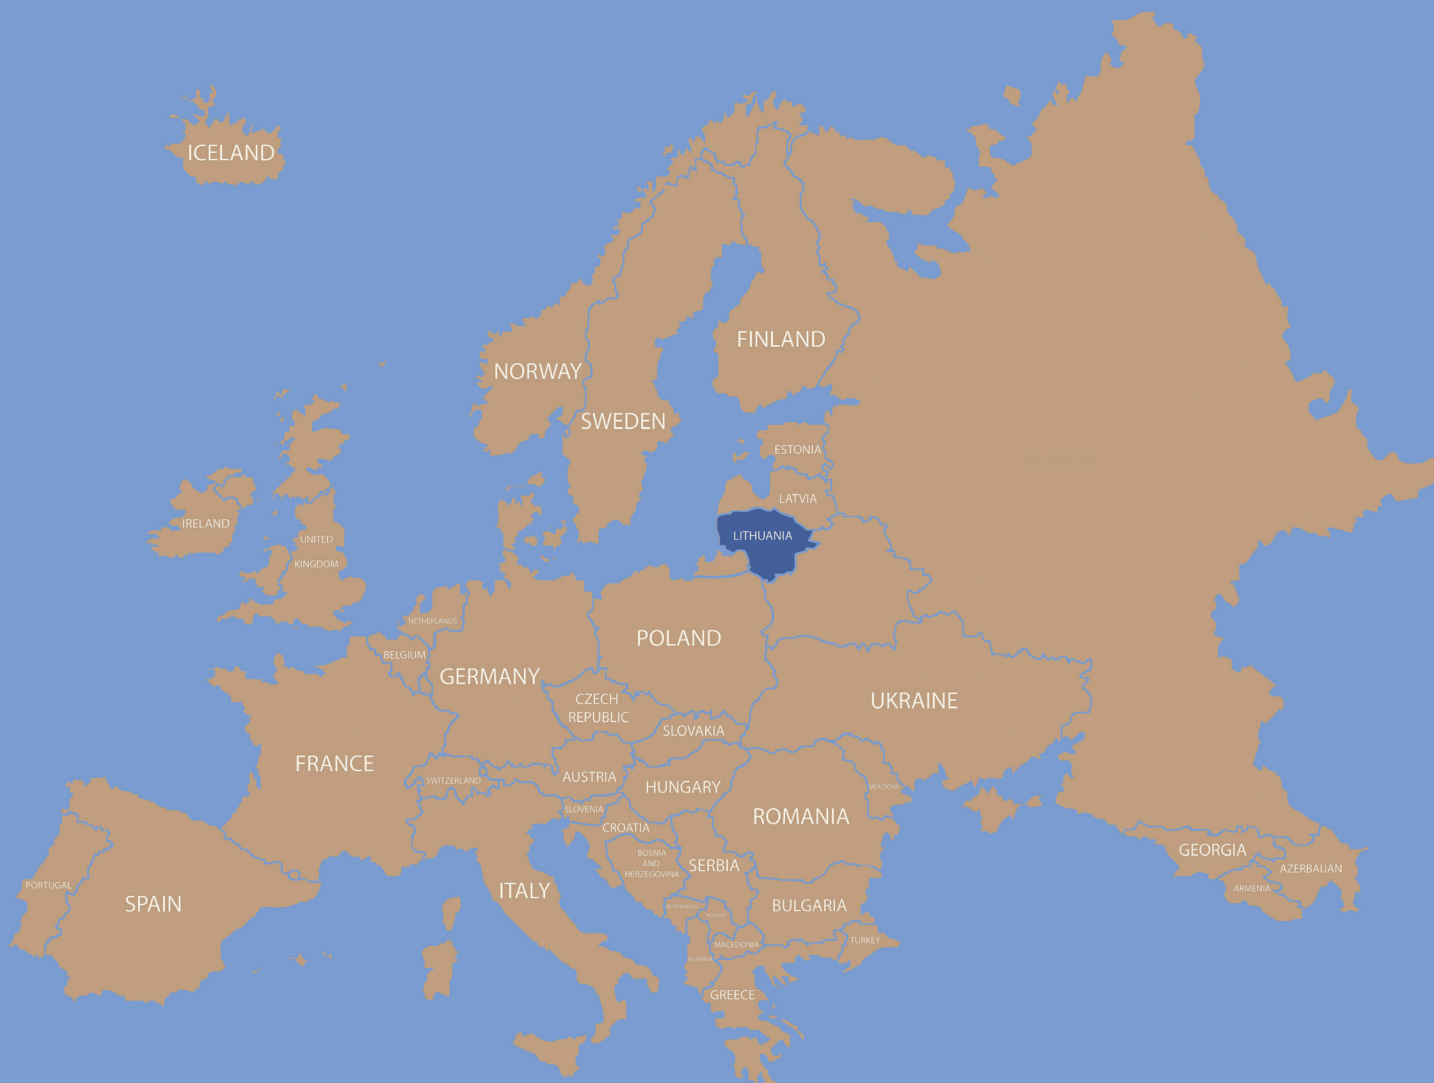 ICELAND
FINLAND
NORWAY
SWEDEN
ESTONIA
LATVIA
IRELAND
LITHUANIA
UNITED
KINGDOM
NETHERLANDS
POLAND
BELGIUM
GERMANY
CZECH
REPUBLIC
UKRAINE
SLOVAKIA
FRANCE
AUSTRIA
SWITZERLAND
HUNGARY
MOLDOVA
SLOVENIA
ROMANIA
CROATIA
GEORGIA
BOSNIA
AND
HERZEGOVINA
SERBIA
AZERBAIJAN
PORTUGAL
ARMENIA
ITALY
SPAIN
BULGARIA
MONTENEGRO
KOSOVO
TURKEY
MACEDONIA
ALBANIA
GREECE